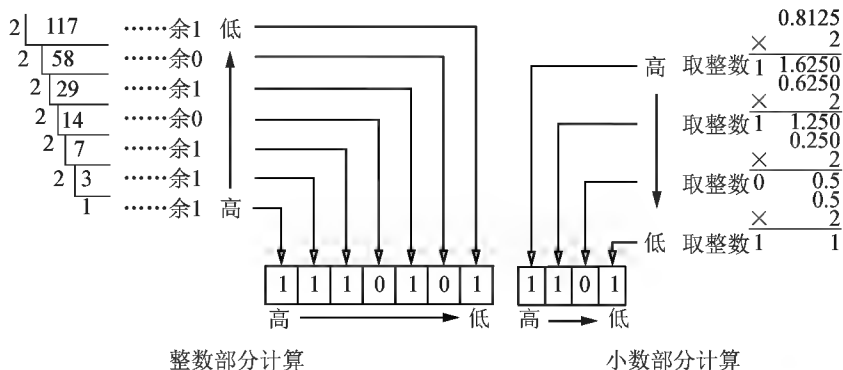 2 117 ……余1 低
2 58 ……余0
2 29 ……余1
2 14 ……余0
2 7 ……余1
2 3 ……余1
1 ……余1 高
1 1 1 0 1 0 1
高 低
整数部分计算
0.8125
× 2
高 取整数 1 1.6250
0.6250
× 2
取整数 1 1.250
0.250
× 2
取整数 0 0.5
0.5
× 2
低 取整数 1 1
1 1 0 1
高 低
小数部分计算